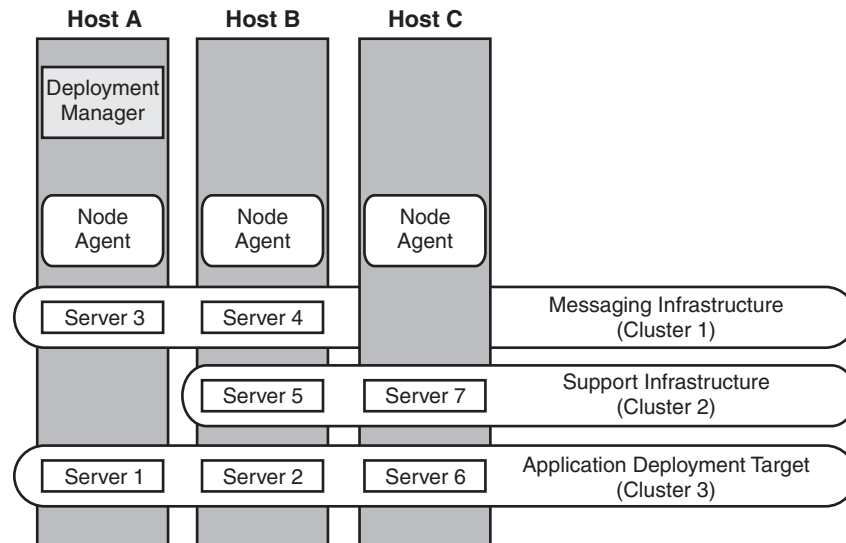 Host A
Host B
Host C
Deployment
Manager
Node
Agent
Node
Agent
Node
Agent
Server 3
Server 4
Messaging Infrastructure
(Cluster 1)
Server 5
Server 7
Support Infrastructure
(Cluster 2)
Server 1
Server 2
Server 6
Application Deployment Target
(Cluster 3)